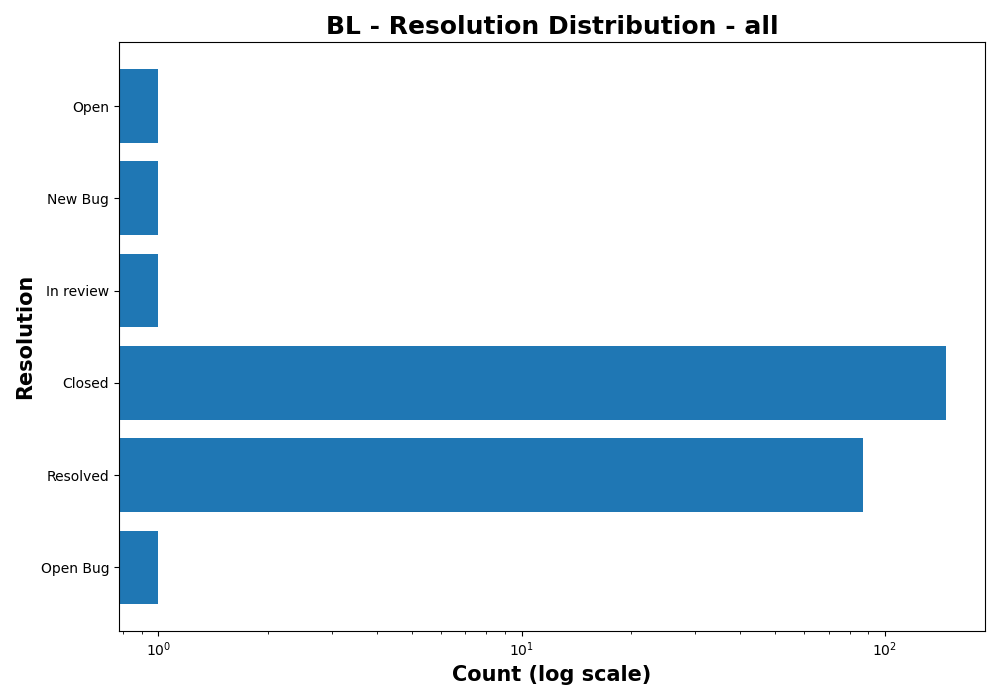 BL - Resolution Distribution - all
Open
New Bug
In review
Closed
Resolved
Open Bug
Resolution
10⁰
10¹
10²
Count (log scale)